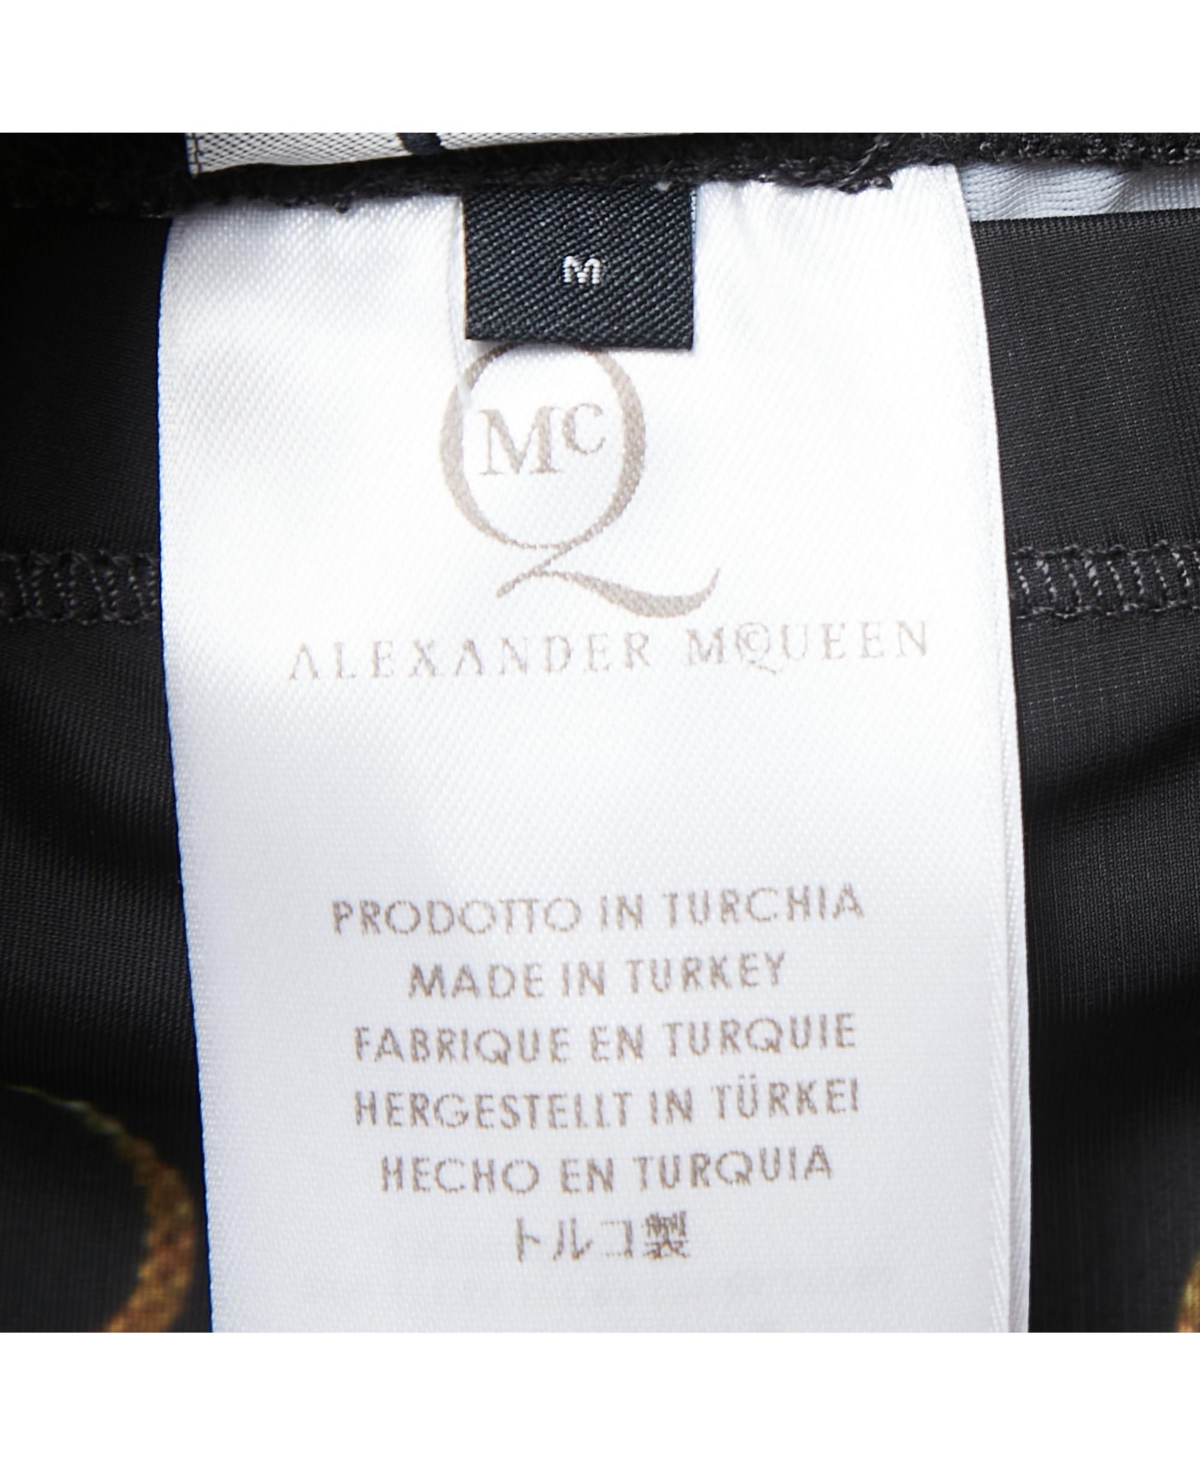 M
McQ
ALEXANDER MCQUEEN
PRODOTTO IN TURCHIA
MADE IN TURKEY
FABRIQUE EN TURQUIE
HERGESTELLT IN TÜRKEI
HECHO EN TURQUIA
トルコ製